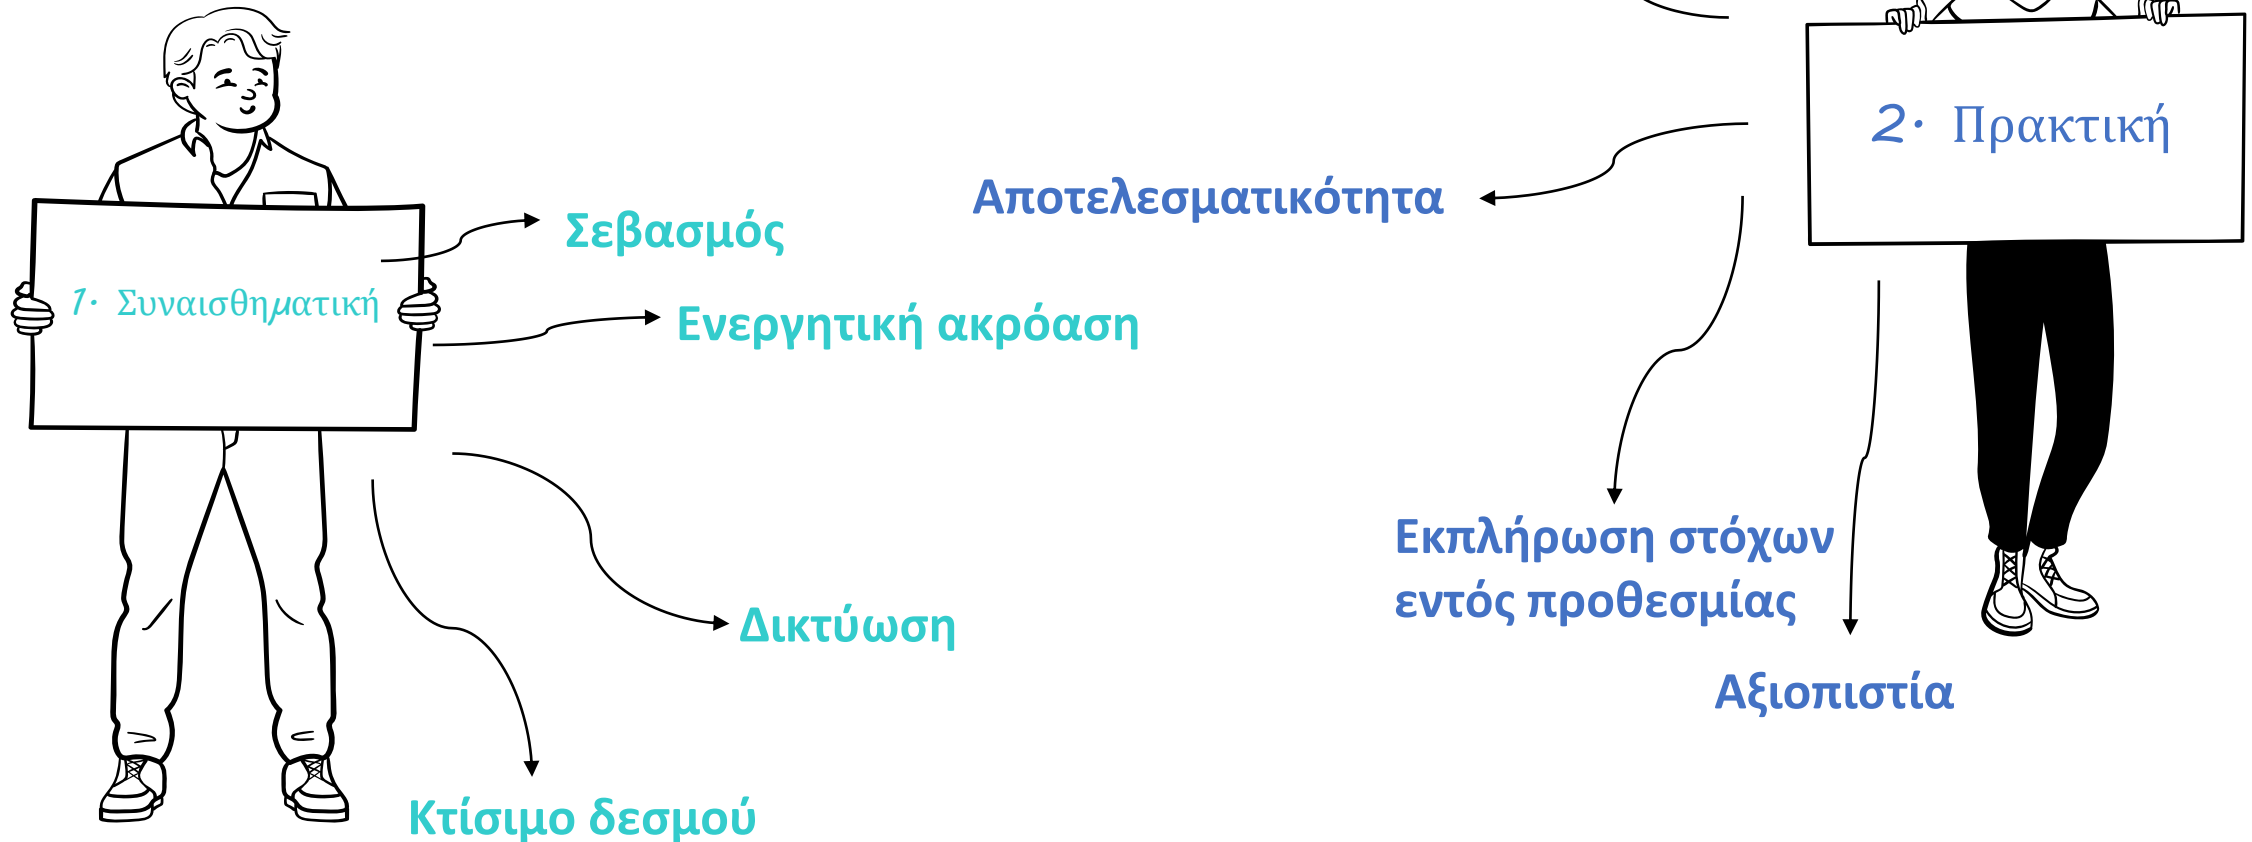 1. Συναισθηματική
Σεβασμός
Ενεργητική ακρόαση
Δικτύωση
Κτίσιμο δεσμού
2. Πρακτική
Αποτελεσματικότητα
Εκπλήρωση στόχων
εντός προθεσμίας
Αξιοπιστία